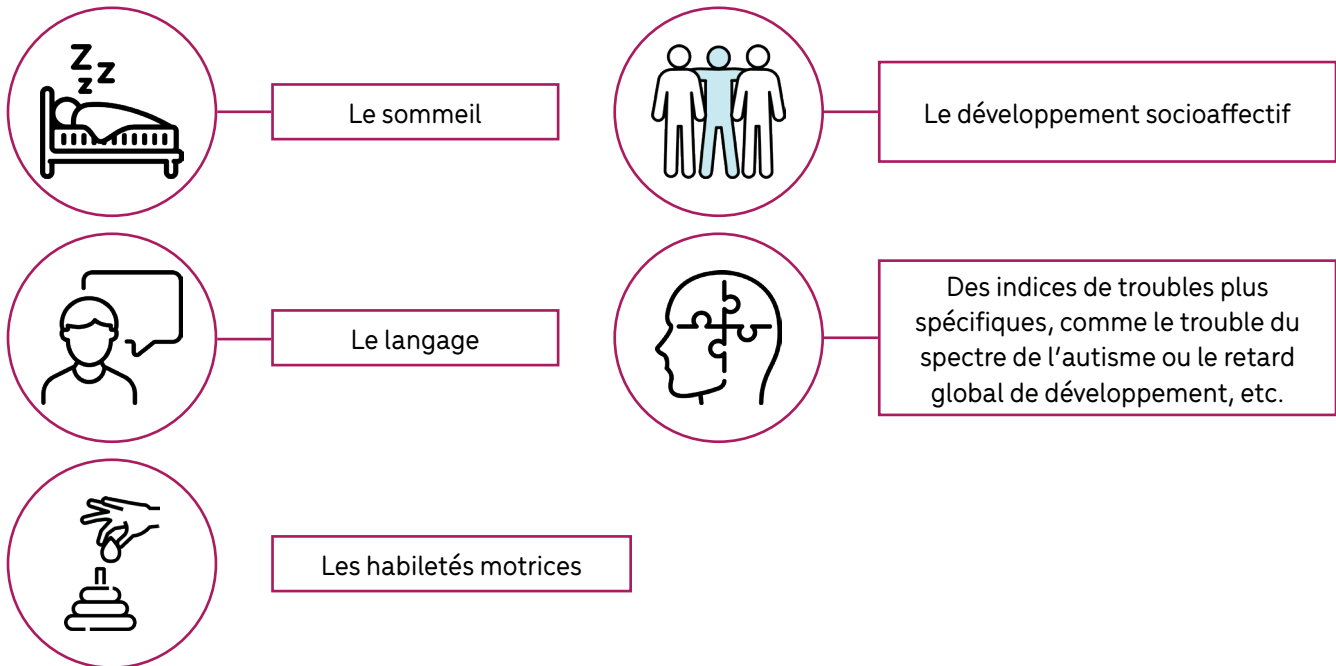 Z
Z
Z
Le sommeil
Le développement socioaffectif
Le langage
Des indices de troubles plus
spécifiques, comme le trouble du
spectre de l'autisme ou le retard
global de développement, etc.
Les habiletés motrices